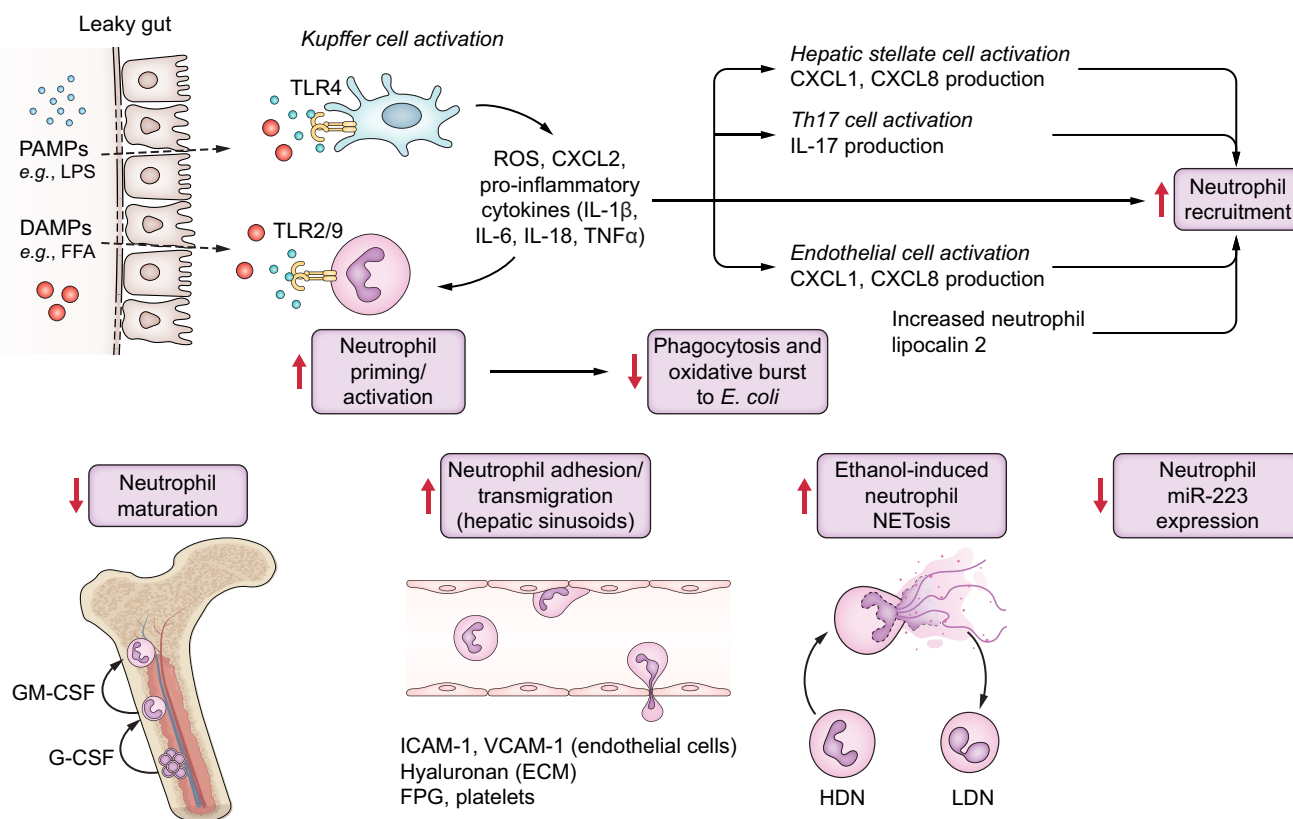 Leaky gut
Kupffer cell activation
TLR4
PAMPs
e.g., LPS
DAMPs
e.g., FFA
TLR2/9
ROS, CXCL2,
pro-inflammatory
cytokines (IL-1β,
IL-6, IL-18, TNFα)
Hepatic stellate cell activation
CXCL1, CXCL8 production
Th17 cell activation
IL-17 production
Endothelial cell activation
CXCL1, CXCL8 production
Increased neutrophil
lipocalin 2
Neutrophil
recruitment
Neutrophil
priming/
activation
Phagocytosis and
oxidative burst
to E. coli
Neutrophil
maturation
GM-CSF
G-CSF
Neutrophil adhesion/
transmigration
(hepatic sinusoids)
ICAM-1, VCAM-1 (endothelial cells)
Hyaluronan (ECM)
FPG, platelets
Ethanol-induced
neutrophil
NETosis
HDN
LDN
Neutrophil
miR-223
expression